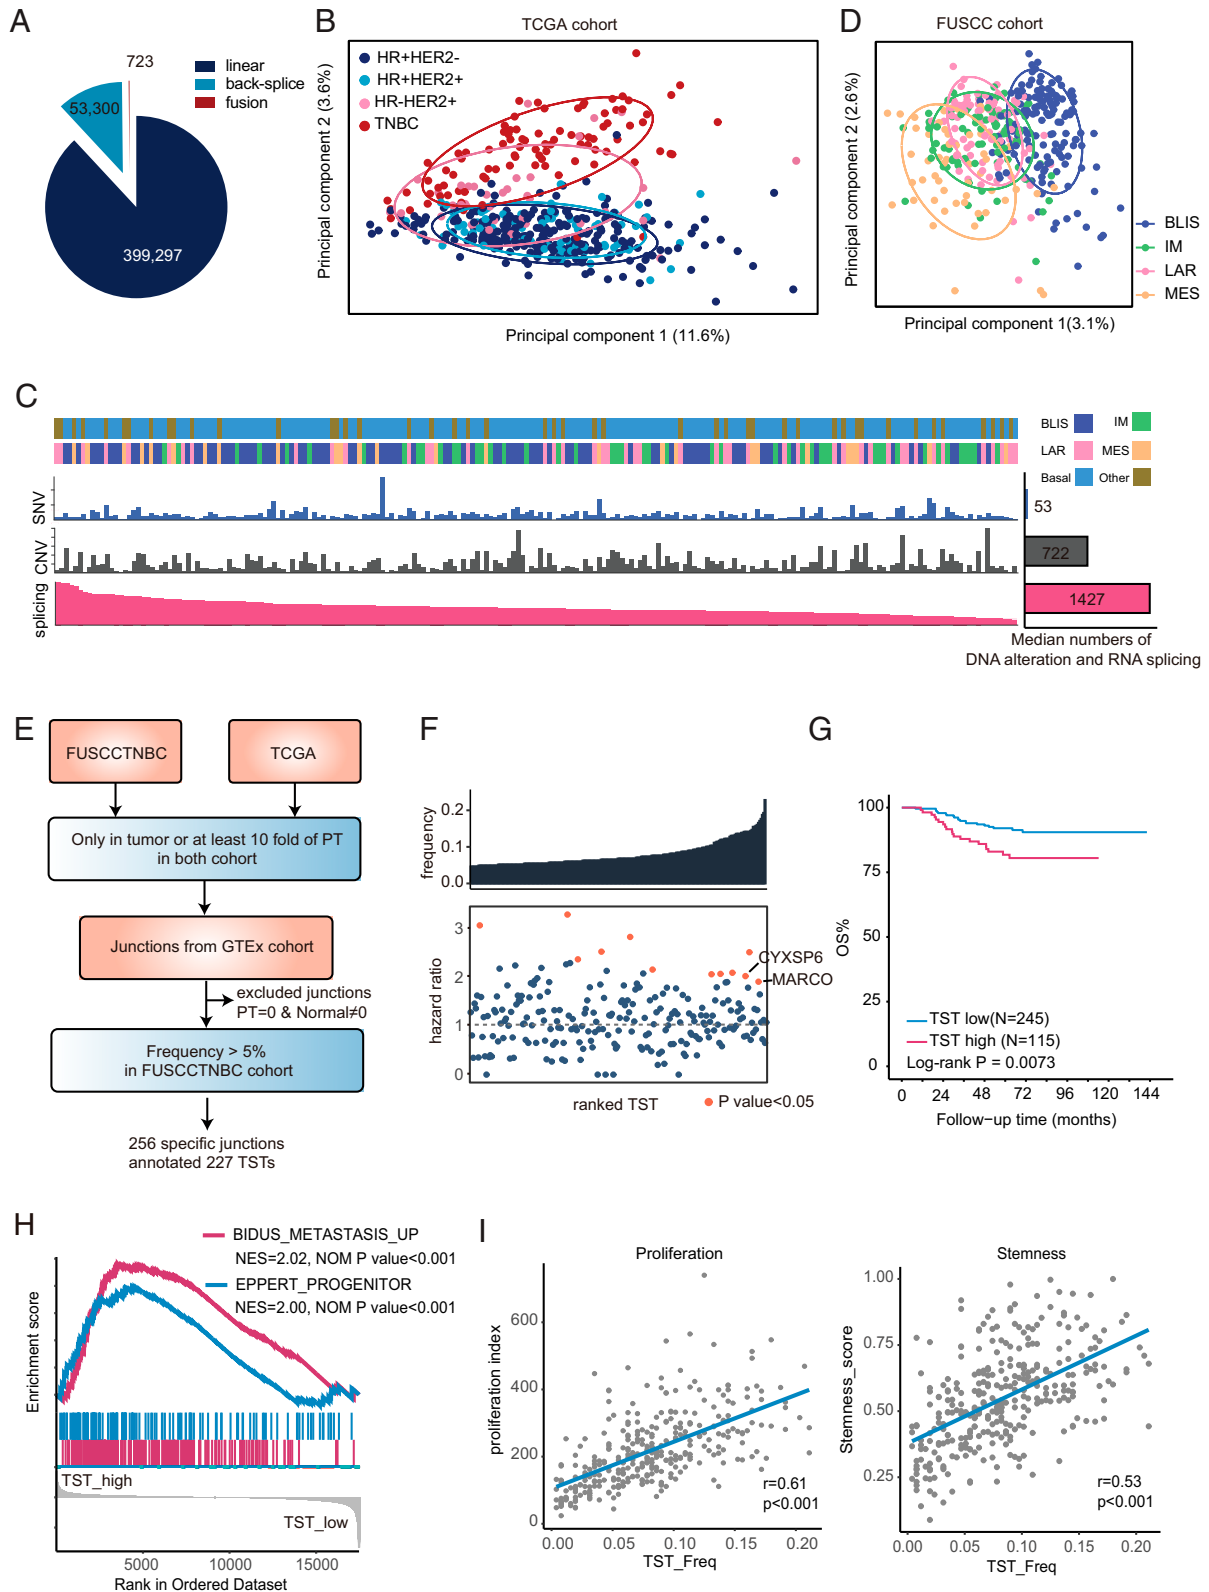 A
723
linear
back-splice
fusion
53,300
399,297
B
TCGA cohort
HR+HER2-
HR+HER2+
HR-HER2+
TNBC
Principal component 2 (3.6%)
Principal component 1 (11.6%)
D
FUSCC cohort
Principal component 2 (2.6%)
Principal component 1(3.1%)
BLIS
IM
LAR
MES
C
BLIS
IM
LAR
MES
Basal
Other
SNV
CNV
splicing
53
722
1427
Median numbers of
DNA alteration and RNA splicing
E
FUSCCTNBC
TCGA
Only in tumor or at least 10 fold of PT
in both cohort
Junctions from GTEx cohort
excluded junctions
PT=0 & Normal≠0
Frequency > 5%
in FUSCCTNBC cohort
256 specific junctions
annotated 227 TSTs
F
frequency
0.2
0.1
0.0
hazard ratio
3
2
1
0
CYXSP6
MARCO
ranked TST
P value<0.05
G
OS%
100
75
50
25
0
TST low(N=245)
TST high (N=115)
Log-rank P = 0.0073
0 24 48 72 96 120 144
Follow-up time (months)
H
BIDUS_METASTASIS_UP
NES=2.02, NOM P value<0.001
EPPERT_PROGENITOR
NES=2.00, NOM P value<0.001
Enrichment score
TST_high
TST_low
5000 10000 15000
Rank in Ordered Dataset
I
Proliferation
proliferation index
600
400
200
0
r=0.61
p<0.001
0.00 0.05 0.10 0.15 0.20
TST_Freq
Stemness
Stemness_score
1.00
0.75
0.50
0.25
r=0.53
p<0.001
0.00 0.05 0.10 0.15 0.20
TST_Freq